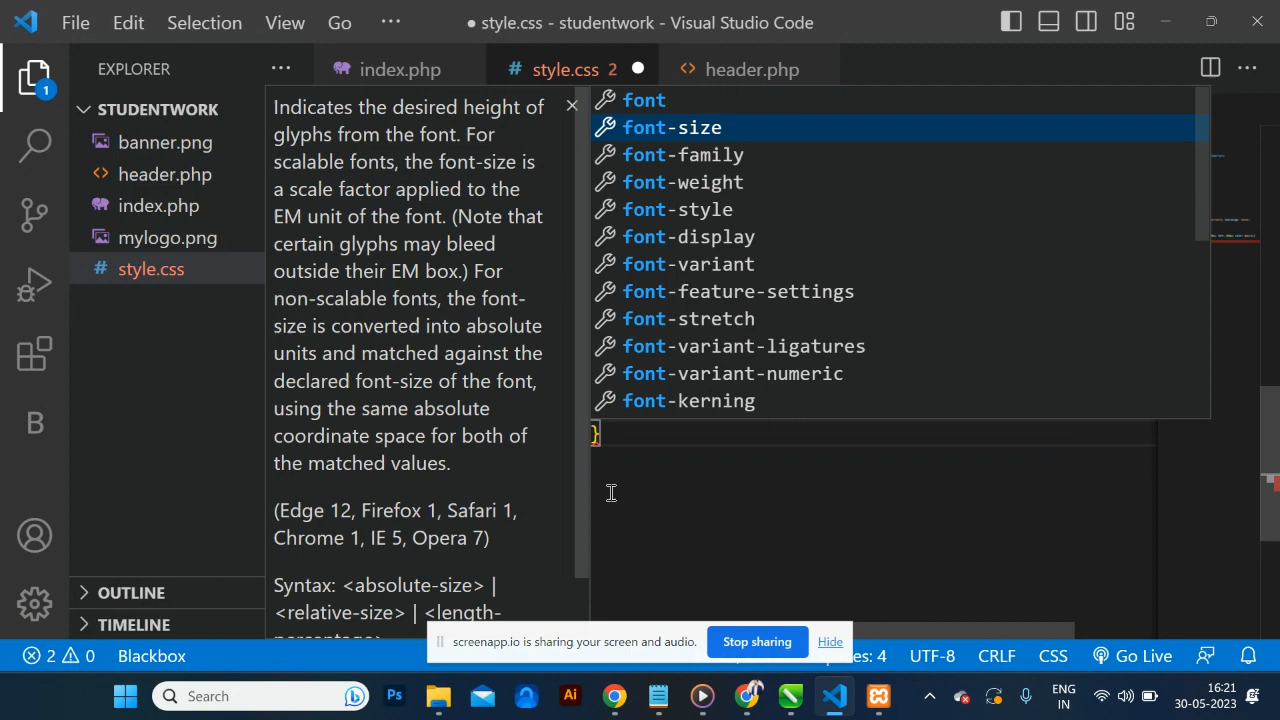 File Edit Selection View Go ··· ● style.css - studentwork - Visual Studio Code
EXPLORER ··· index.php # style.css 2 ● <> header.php ···
1
STUDENTWORK
banner.png
<> header.php
index.php
mylogo.png
# style.css
Indicates the desired height of
glyphs from the font. For
scalable fonts, the font-size is
a scale factor applied to the
EM unit of the font. (Note that
certain glyphs may bleed
outside their EM box.) For
non-scalable fonts, the font-
size is converted into absolute
units and matched against the
declared font-size of the font,
using the same absolute
coordinate space for both of
the matched values.
(Edge 12, Firefox 1, Safari 1,
Chrome 1, IE 5, Opera 7)
Syntax: <absolute-size> |
<relative-size> | <length-
percentage>
font
font-size
font-family
font-weight
font-style
font-display
font-variant
font-feature-settings
font-stretch
font-variant-ligatures
font-variant-numeric
font-kerning
}
B
OUTLINE
TIMELINE
screenapp.io is sharing your screen and audio. Stop sharing Hide
2 0 Blackbox es: 4 UTF-8 CRLF CSS Go Live
Search Ps Ai ENG IN 16:21 30-05-2023